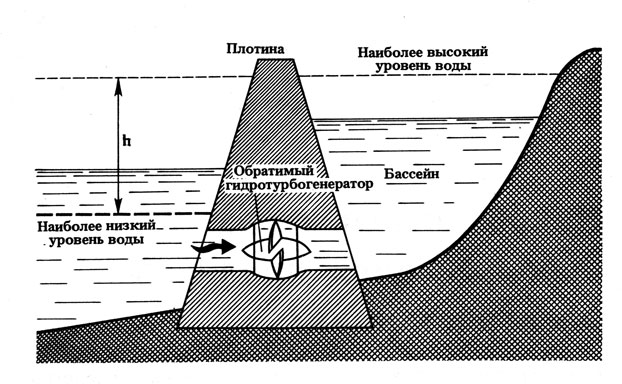 Плотина
Наиболее высокий
уровень воды
h
Обратимый
гидротурбогенератор
Бассейн
Наиболее низкий
уровень воды